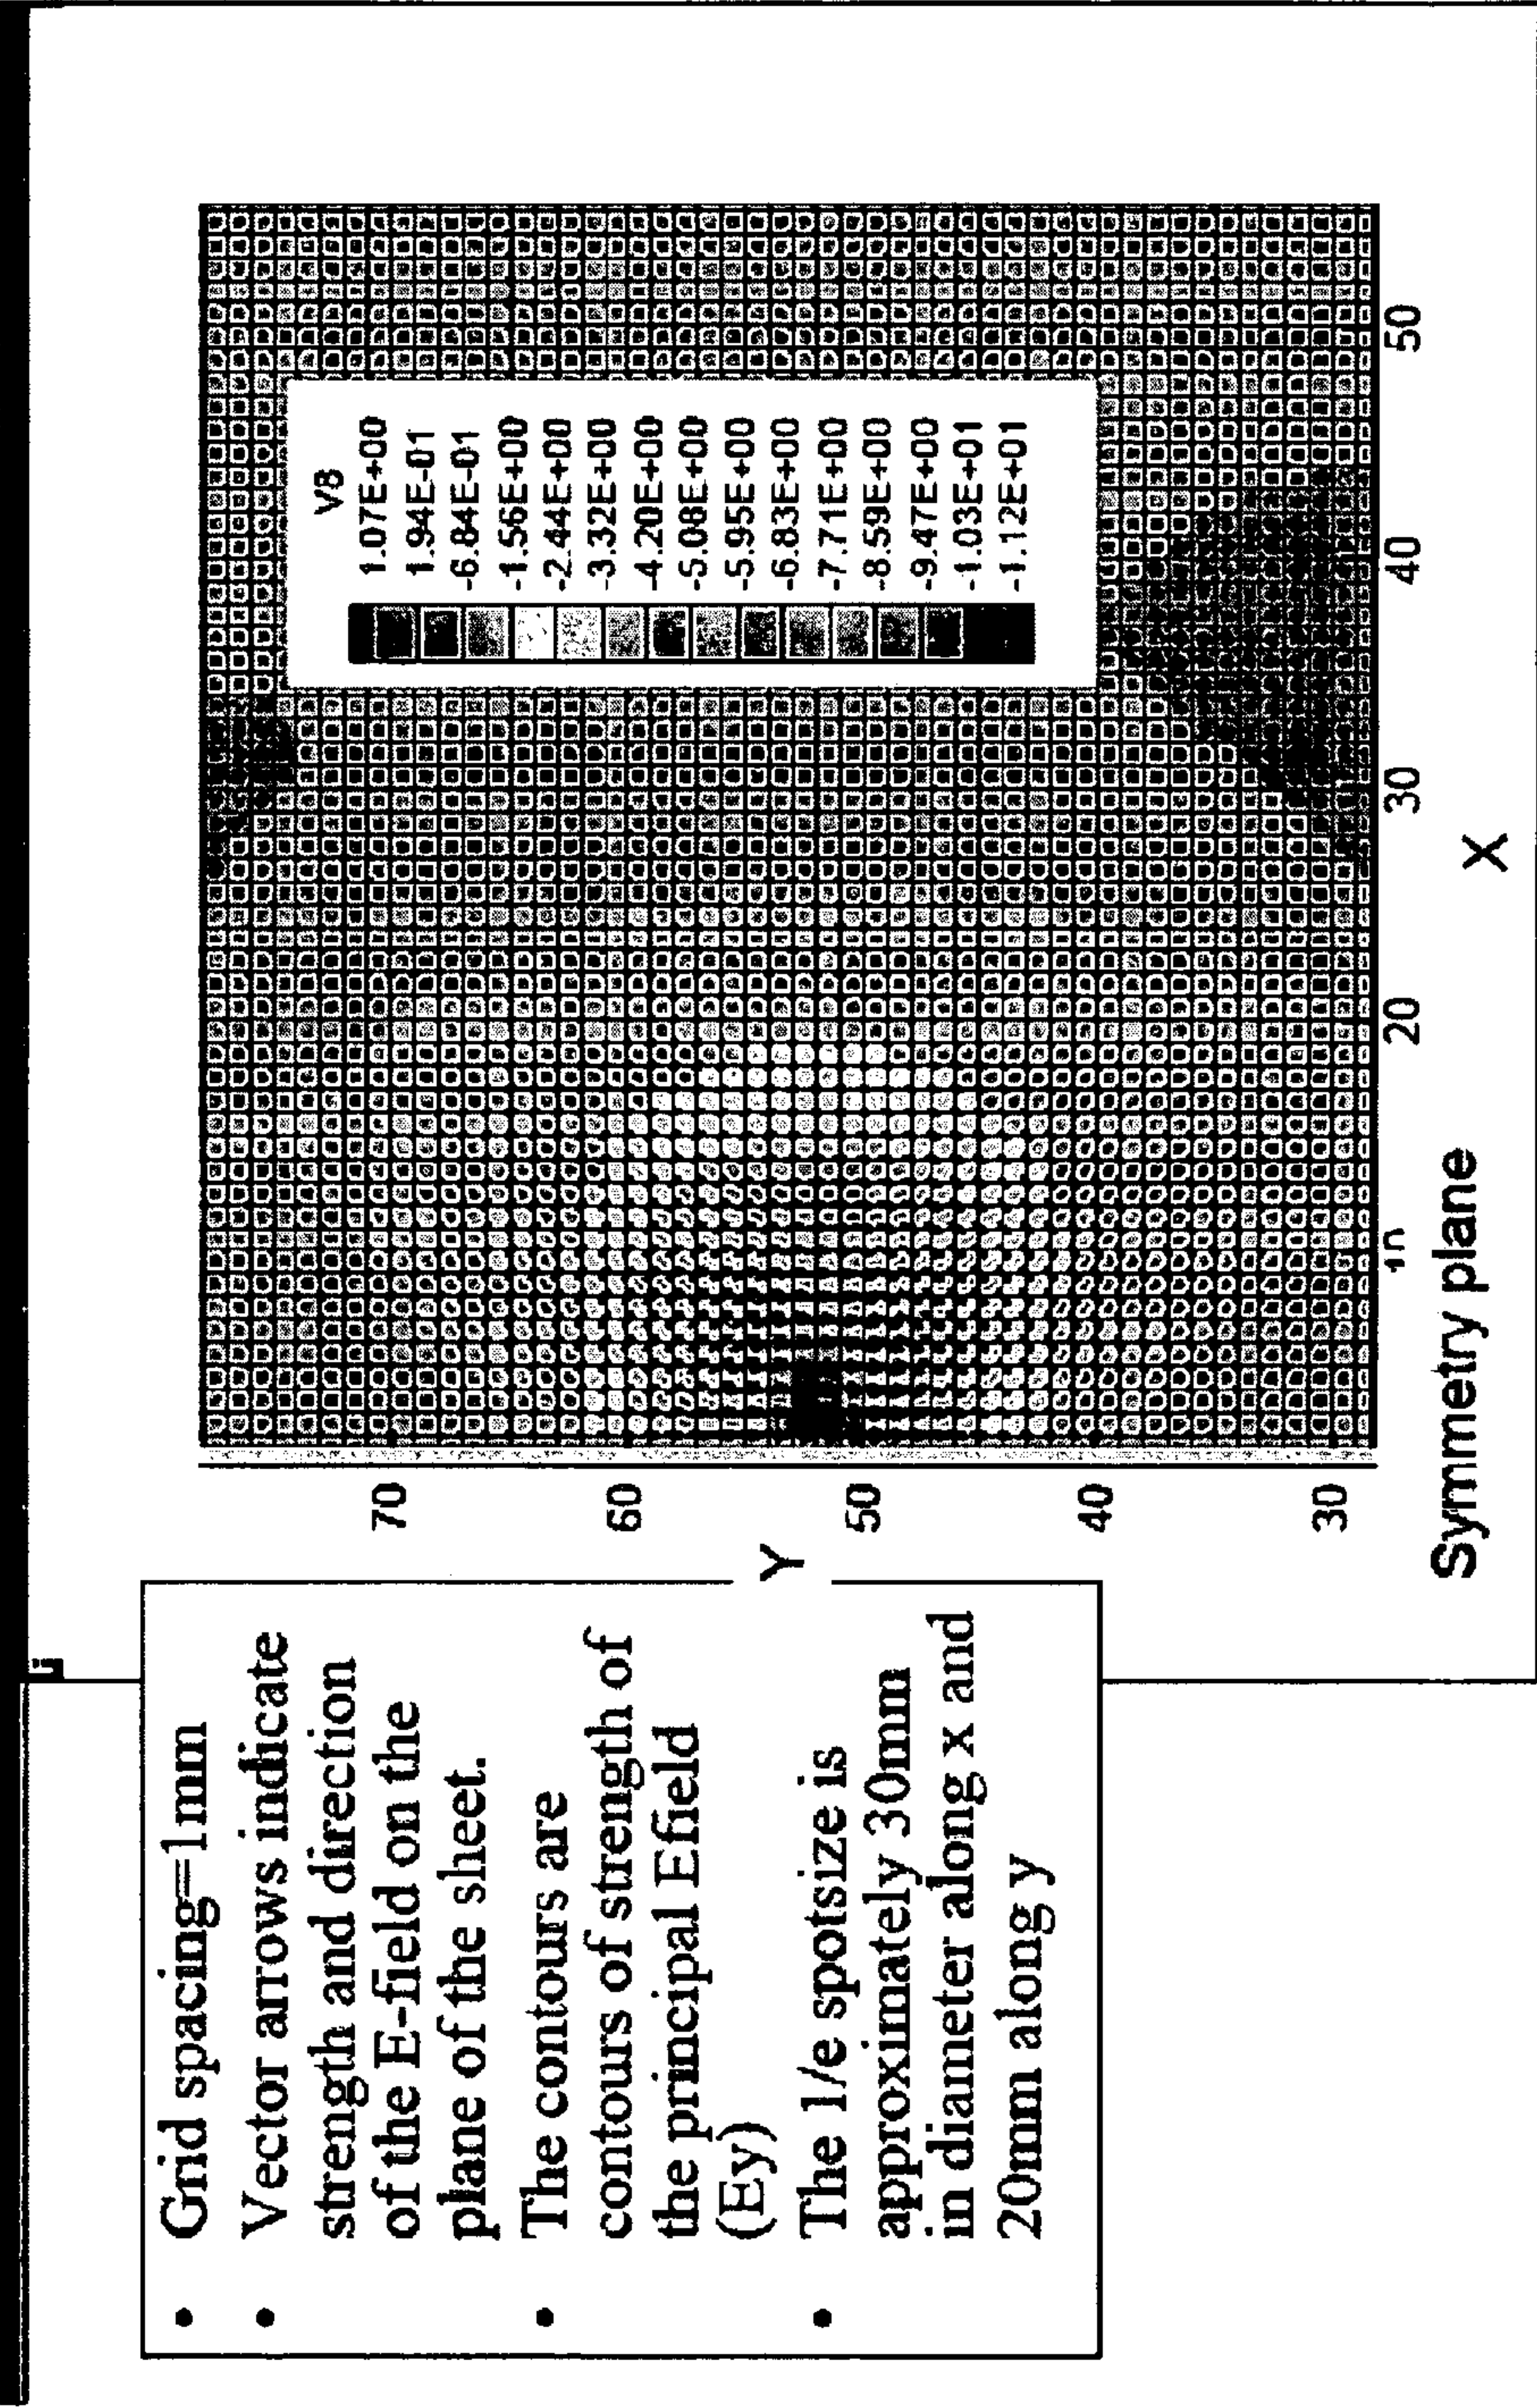 • Grid spacing=1mm
• Vector arrows indicate
strength and direction
of the E-field on the
plane of the sheet.
• The contours are
contours of strength of
the principal Efield
(Ey)
• The 1/e spotsize is
approximately 30mm
in diameter along x and
20mm along y
Y
70
60
50
40
30
V8
1.07E+00
1.94E-01
-6.84E-01
-1.56E+00
-2.44E+00
-3.32E+00
-4.20E+00
-5.08E+00
-5.95E+00
-6.83E+00
-7.71E+00
-8.59E+00
-9.47E+00
-1.03E+01
-1.12E+01
10 20 30 40 50
X
Symmetry plane